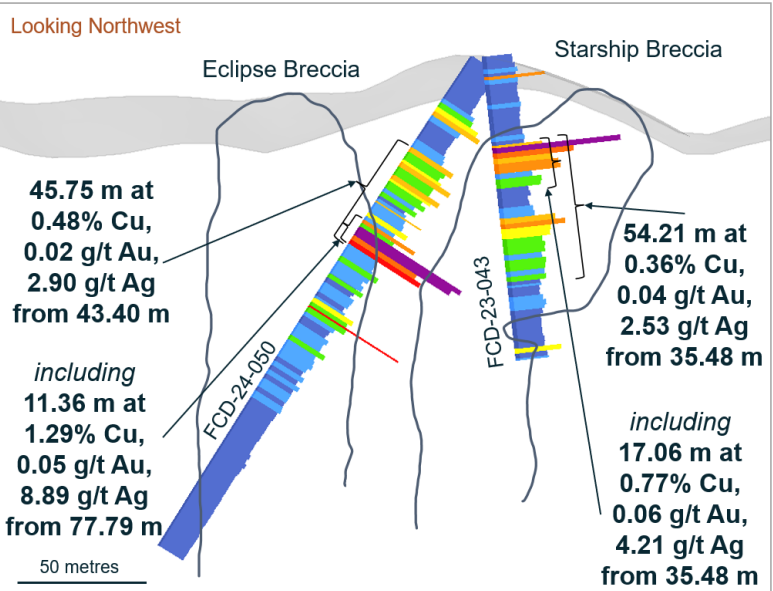 Looking Northwest
Eclipse Breccia
Starship Breccia
45.75 m at
0.48% Cu,
0.02 g/t Au,
2.90 g/t Ag
from 43.40 m
including
11.36 m at
1.29% Cu,
0.05 g/t Au,
8.89 g/t Ag
from 77.79 m
50 metres
FCD-24-050
FCD-23-043
54.21 m at
0.36% Cu,
0.04 g/t Au,
2.53 g/t Ag
from 35.48 m
including
17.06 m at
0.77% Cu,
0.06 g/t Au,
4.21 g/t Ag
from 35.48 m